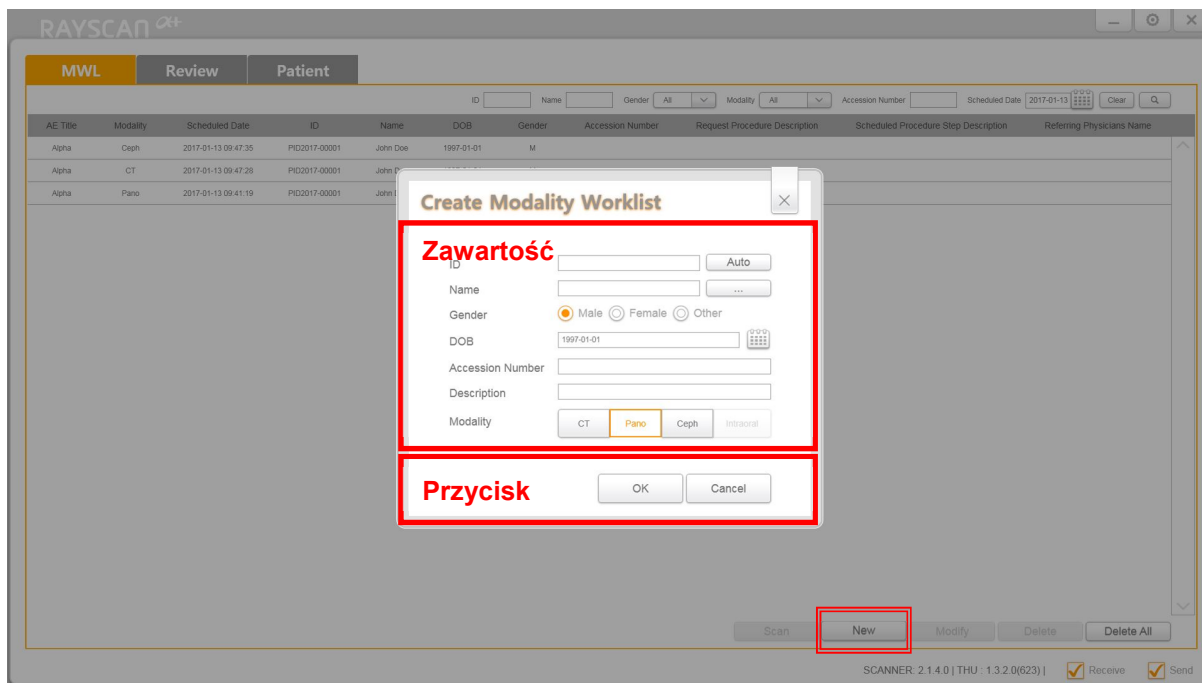 RAYSCAN α+
MWL Review Patient
ID Name Gender All Modality All Accession Number Scheduled Date 2017-01-13 Clear
AE Title Modality Scheduled Date ID Name DOB Gender Accession Number Request Procedure Description Scheduled Procedure Step Description Referring Physicians Name
Alpha Ceph 2017-01-13 09:47:35 PID2017-00001 John Doe 1997-01-01 M
Alpha CT 2017-01-13 09:47:28 PID2017-00001 John
Alpha Pano 2017-01-13 09:41:19 PID2017-00001 John
Create Modality Worklist
Zawartość
ID Auto
Name ...
Gender Male Female Other
DOB 1997-01-01
Accession Number
Description
Modality CT Pano Ceph Intraoral
Przycisk OK Cancel
Scan New Modify Delete Delete All
SCANNER: 2.1.4.0 | THU : 1.3.2.0(623) | Receive Send